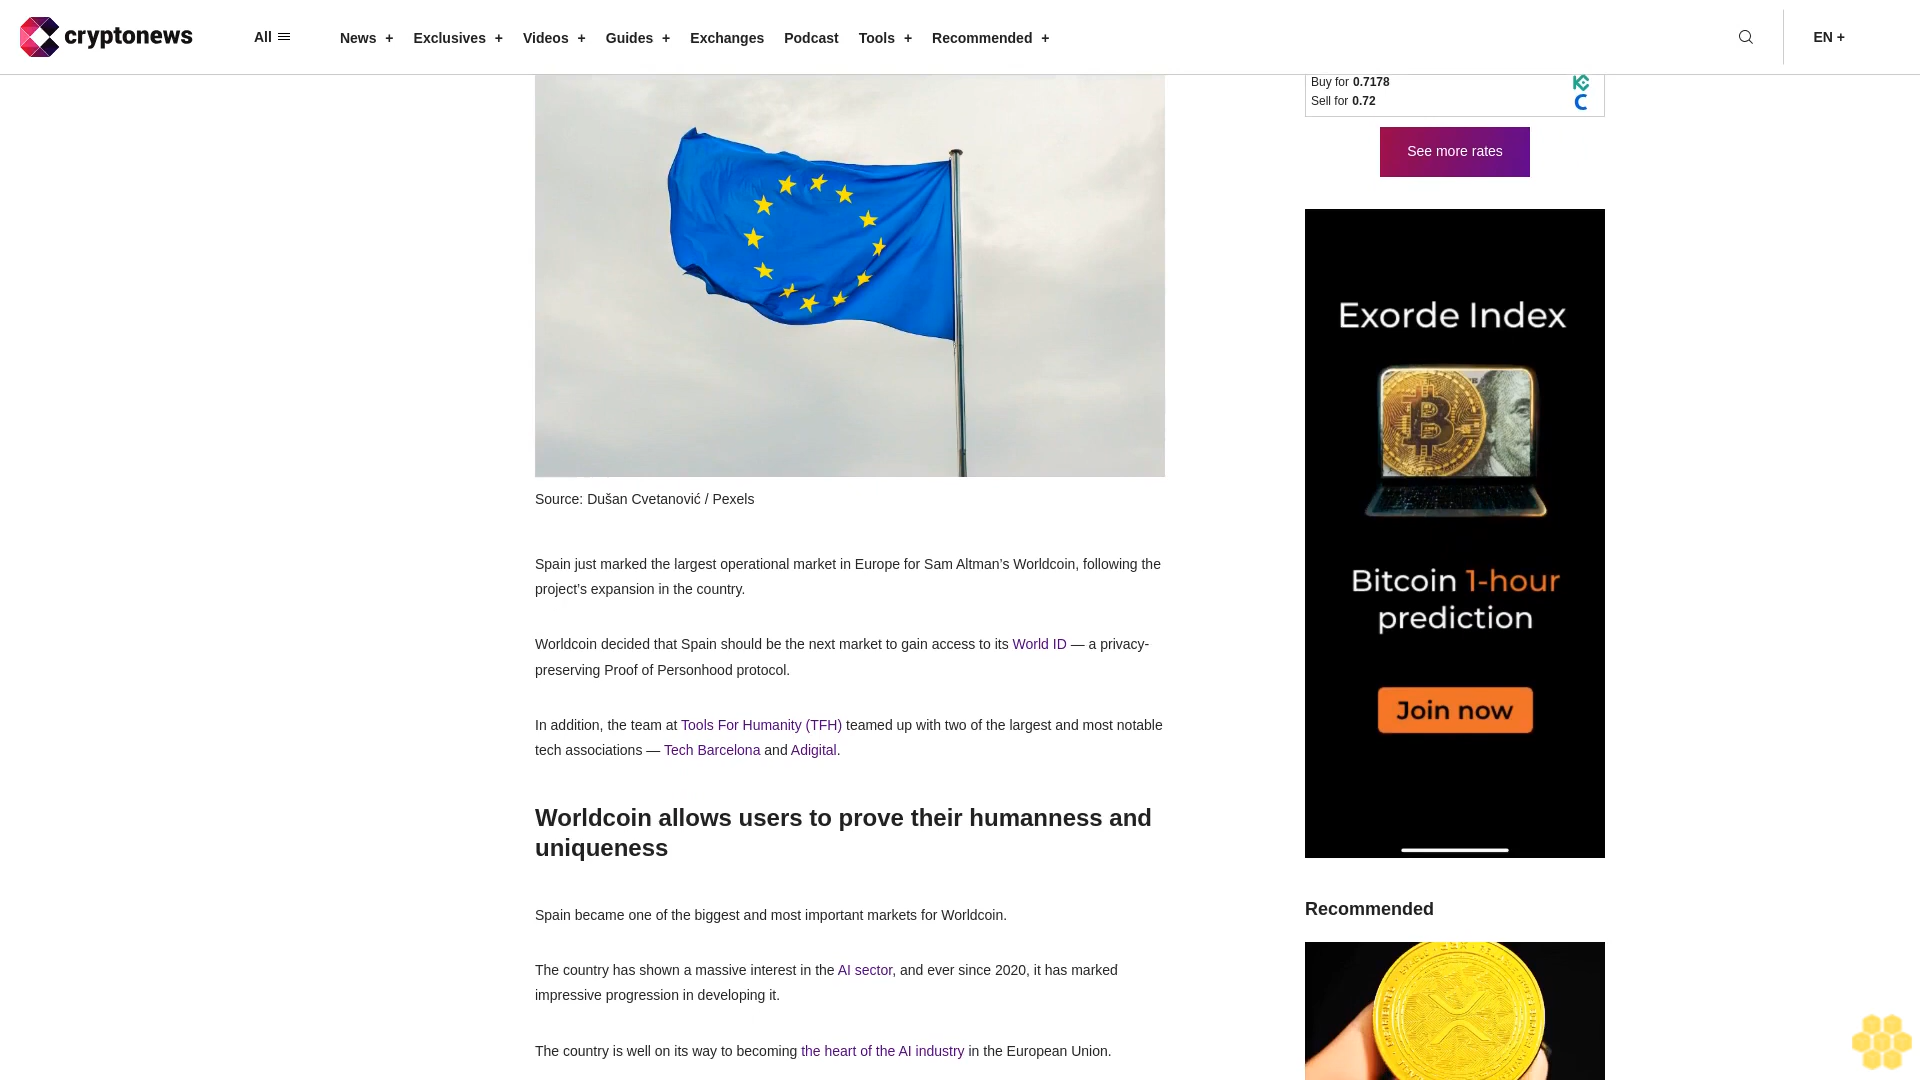 cryptonews
All
News +
Exclusives +
Videos +
Guides +
Exchanges
Podcast
Tools +
Recommended +
EN +
Buy for 0.7178
Sell for 0.72
See more rates
Source: Dušan Cvetanović / Pexels
Spain just marked the largest operational market in Europe for Sam Altman’s Worldcoin, following the
project’s expansion in the country.
Worldcoin decided that Spain should be the next market to gain access to its World ID — a privacy-
preserving Proof of Personhood protocol.
In addition, the team at Tools For Humanity (TFH) teamed up with two of the largest and most notable
tech associations — Tech Barcelona and Adigital.
Worldcoin allows users to prove their humanness and
uniqueness
Spain became one of the biggest and most important markets for Worldcoin.
The country has shown a massive interest in the AI sector, and ever since 2020, it has marked
impressive progression in developing it.
The country is well on its way to becoming the heart of the AI industry in the European Union.
Exorde Index
Bitcoin 1-hour
prediction
Join now
Recommended